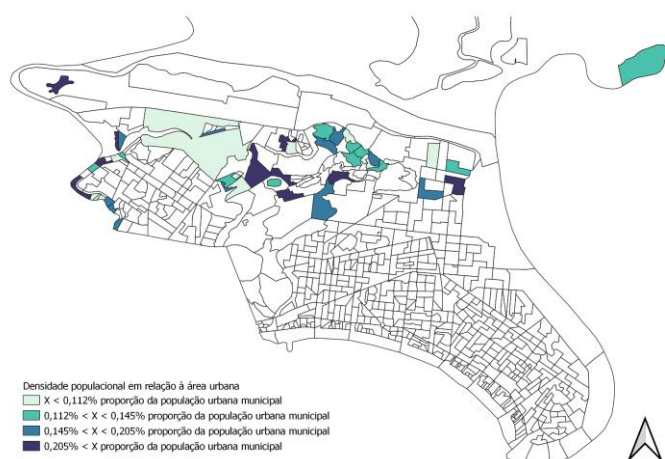 Densidade populacional em relação à área urbana
X < 0,112% proporção da população urbana municipal
0,112% < X < 0,145% proporção da população urbana municipal
0,145% < X < 0,205% proporção da população urbana municipal
0,205% < X proporção da população urbana municipal